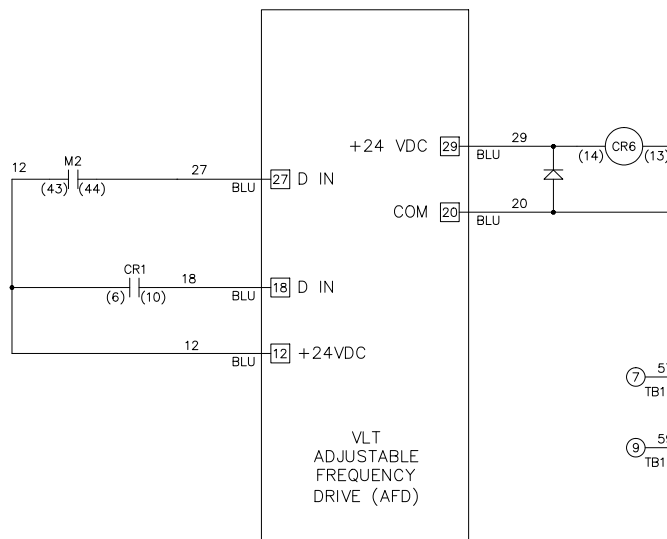 +24 VDC 29 29 (14) CR6 (13)
BLU
12 M2 27
(43) (44) BLU 27 D IN
COM 20 20
BLU
CR1 18
(6) (10) BLU 18 D IN
12
BLU 12 +24VDC
7 57
TB1
VLT
ADJUSTABLE
FREQUENCY
DRIVE (AFD)
9 59
TB1